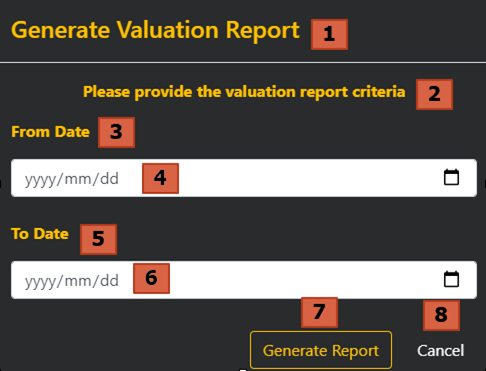 Generate Valuation Report 1
Please provide the valuation report criteria 2
From Date 3
yyyy/mm/dd 4
To Date 5
yyyy/mm/dd 6
7 8
Generate Report Cancel